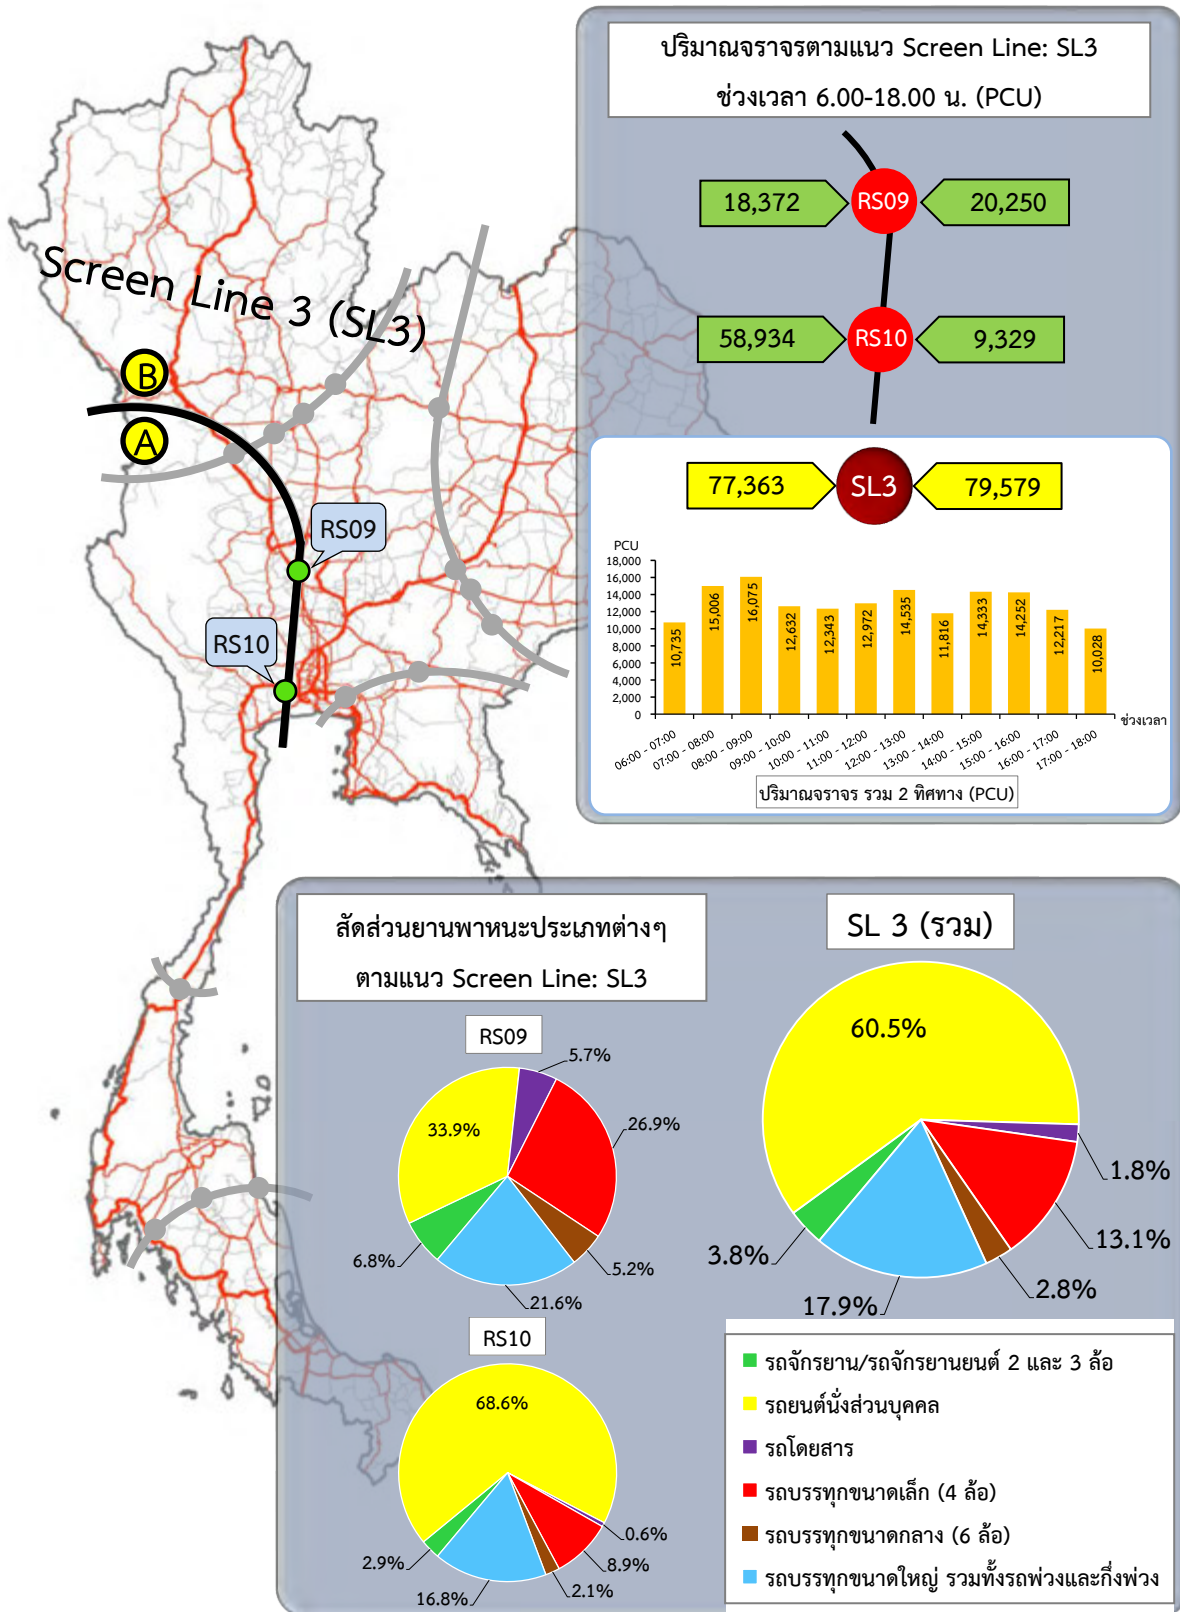 ปริมาณจราจรตามแนว Screen Line: SL3
ช่วงเวลา 6.00-18.00 น. (PCU)
18,372
RS09
20,250
58,934
RS10
9,329
Screen Line 3 (SL3)
B
A
RS09
RS10
77,363
SL3
79,579
PCU
18,000
16,000
14,000
12,000
10,000
8,000
6,000
4,000
2,000
0
10,735
15,006
16,075
12,632
12,343
12,972
14,535
11,816
14,333
14,252
12,217
10,028
ช่วงเวลา
06:00 - 07:00
07:00 - 08:00
08:00 - 09:00
09:00 - 10:00
10:00 - 11:00
11:00 - 12:00
12:00 - 13:00
13:00 - 14:00
14:00 - 15:00
15:00 - 16:00
16:00 - 17:00
17:00 - 18:00
ปริมาณจราจร รวม 2 ทิศทาง (PCU)
สัดส่วนยานพาหนะประเภทต่างๆ
ตามแนว Screen Line: SL3
SL 3 (รวม)
60.5%
1.8%
13.1%
2.8%
17.9%
3.8%
RS09
5.7%
33.9%
26.9%
6.8%
5.2%
21.6%
RS10
68.6%
0.6%
8.9%
2.1%
16.8%
2.9%
รถจักรยาน/รถจักรยานยนต์ 2 และ 3 ล้อ
รถยนต์นั่งส่วนบุคคล
รถโดยสาร
รถบรรทุกขนาดเล็ก (4 ล้อ)
รถบรรทุกขนาดกลาง (6 ล้อ)
รถบรรทุกขนาดใหญ่ รวมทั้งรถพ่วงและกึ่งพ่วง